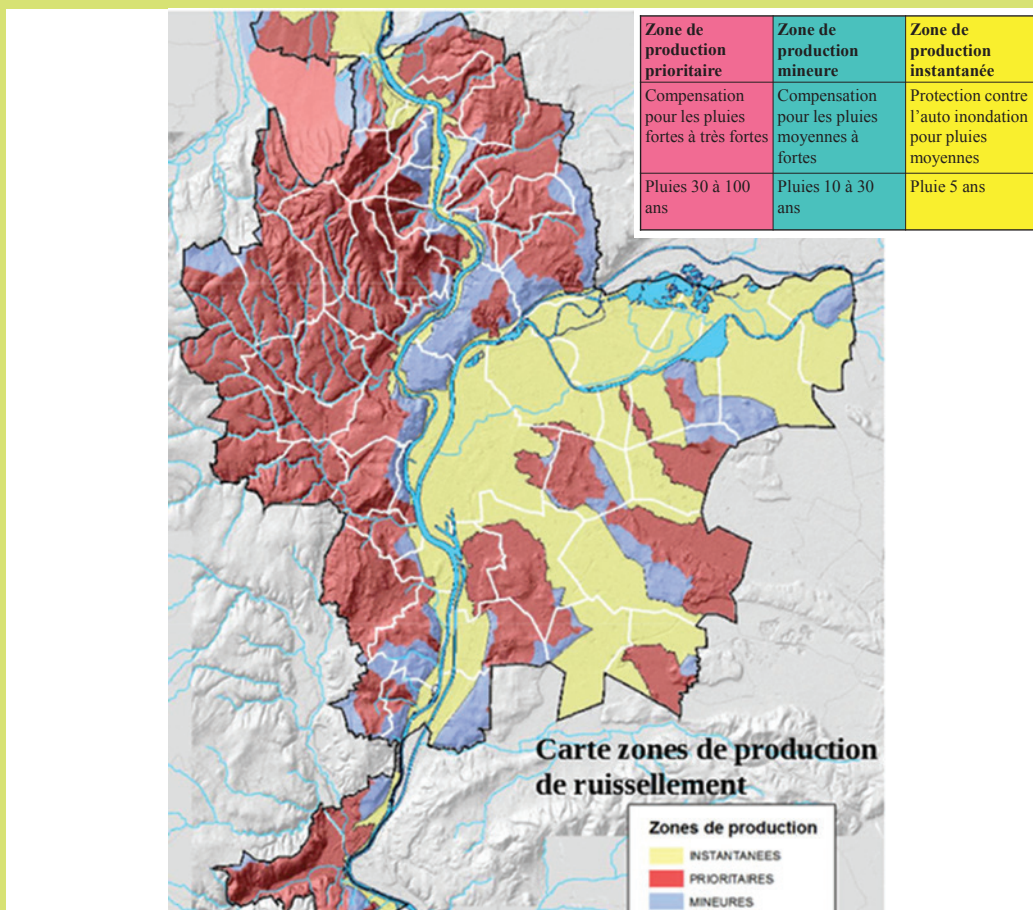 Zone de
production
prioritaire
Zone de
production
mineure
Zone de
production
instantanée
Compensation
pour les pluies
fortes à très fortes
Compensation
pour les pluies
moyennes à
fortes
Protection contre
l’auto inondation
pour pluies
moyennes
Pluies 30 à 100
ans
Pluies 10 à 30
ans
Pluie 5 ans
Carte zones de production
de ruissellement
Zones de production
INSTANTANEES
PRIORITAIRES
MINEURES